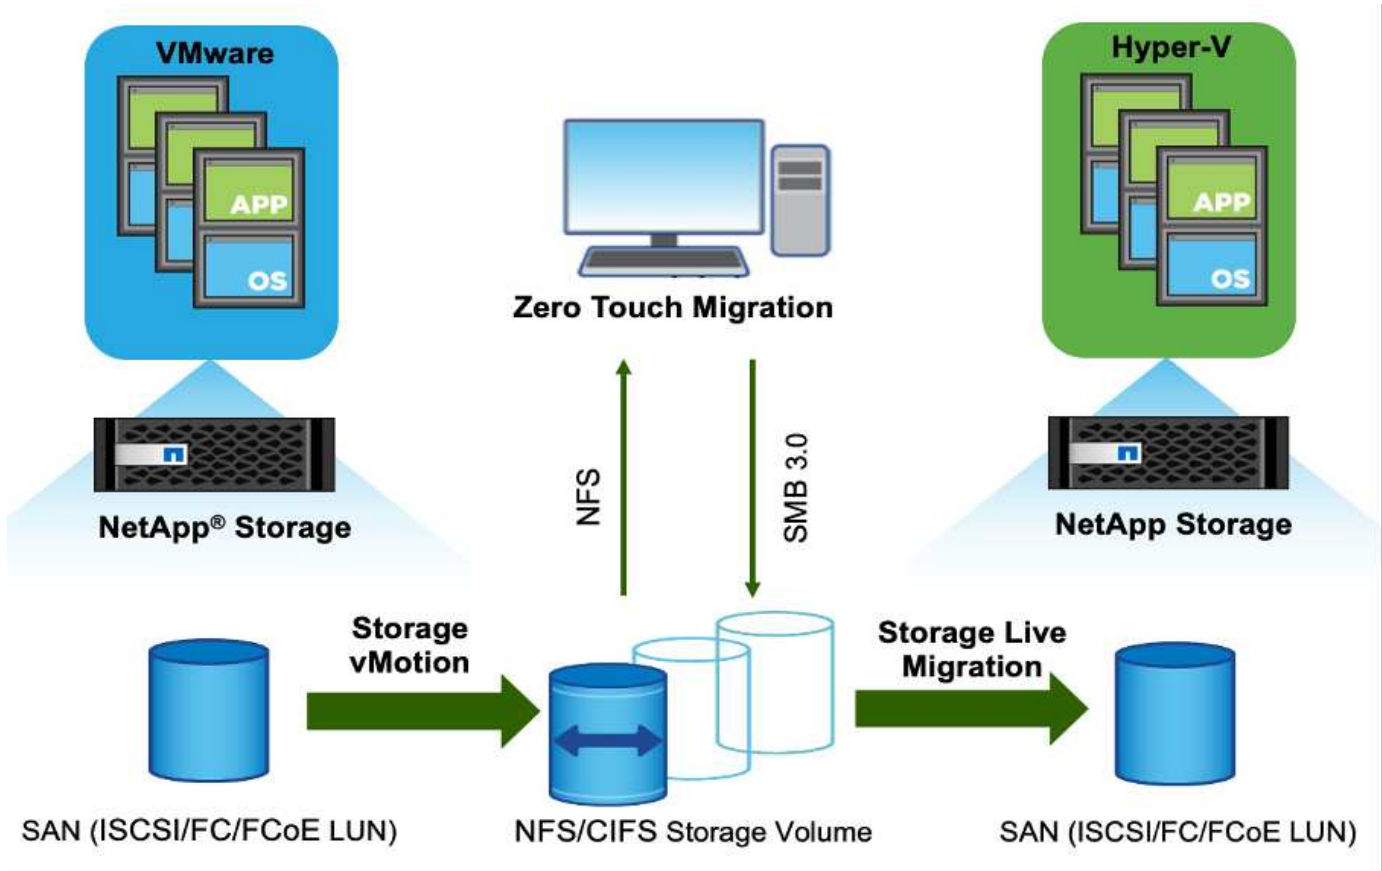 VMware
APP
OS
Hyper-V
APP
OS
Zero Touch Migration
NetApp® Storage
NetApp Storage
NFS
SMB 3.0
Storage
vMotion
Storage Live
Migration
SAN (ISCSI/FC/FCoE LUN)
NFS/CIFS Storage Volume
SAN (ISCSI/FC/FCoE LUN)